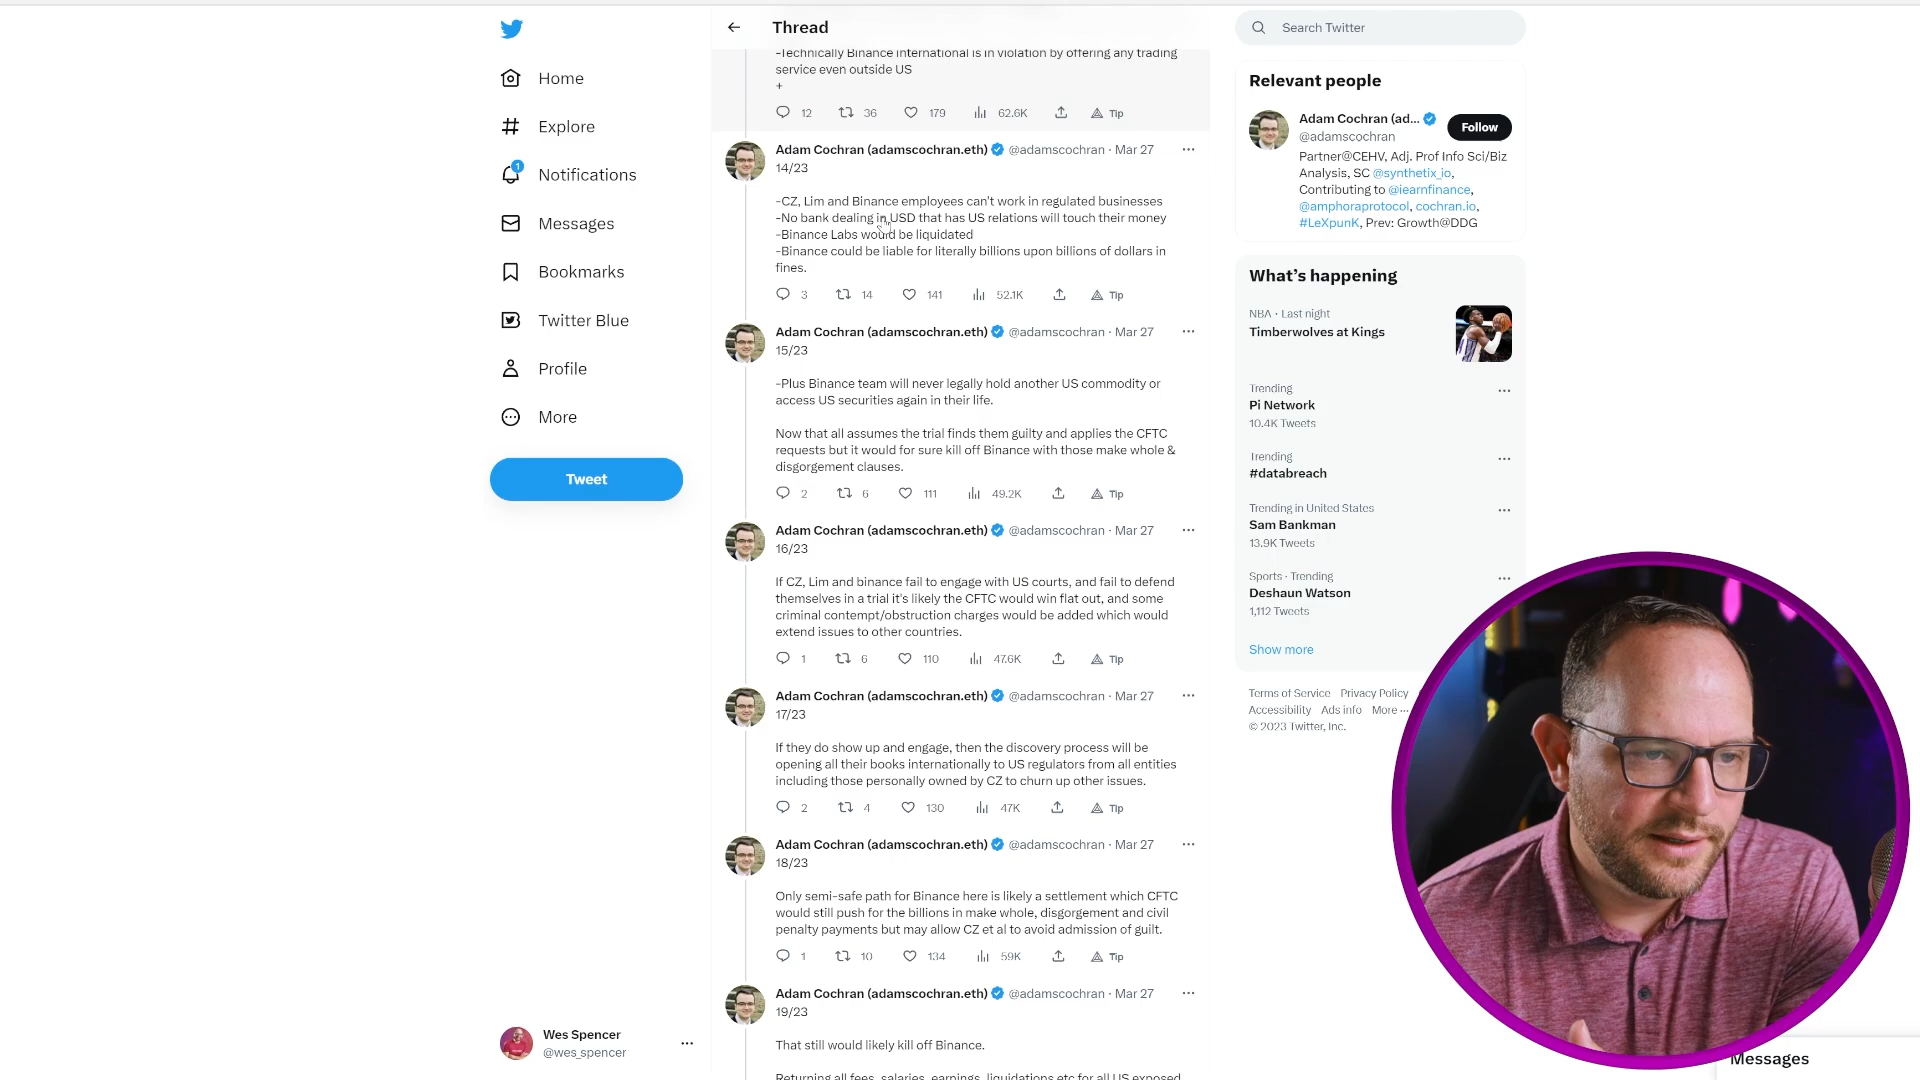 Thread
Search Twitter
Home
Explore
1
Notifications
Messages
Bookmarks
Twitter Blue
Profile
More
Tweet
Wes Spencer
@wes_spencer
-Technically Binance international is in violation by offering any trading
service even outside US
+
12 36 179 62.6K Tip
Adam Cochran (adamscochran.eth) @adamscochran · Mar 27
14/23
-CZ, Lim and Binance employees can't work in regulated businesses
-No bank dealing in USD that has US relations will touch their money
-Binance Labs would be liquidated
-Binance could be liable for literally billions upon billions of dollars in
fines.
3 14 141 52.1K Tip
Adam Cochran (adamscochran.eth) @adamscochran · Mar 27
15/23
-Plus Binance team will never legally hold another US commodity or
access US securities again in their life.
Now that all assumes the trial finds them guilty and applies the CFTC
requests but it would for sure kill off Binance with those make whole &
disgorgement clauses.
2 6 111 49.2K Tip
Adam Cochran (adamscochran.eth) @adamscochran · Mar 27
16/23
If CZ, Lim and binance fail to engage with US courts, and fail to defend
themselves in a trial it's likely the CFTC would win flat out, and some
criminal contempt/obstruction charges would be added which would
extend issues to other countries.
1 6 110 47.6K Tip
Adam Cochran (adamscochran.eth) @adamscochran · Mar 27
17/23
If they do show up and engage, then the discovery process will be
opening all their books internationally to US regulators from all entities
including those personally owned by CZ to churn up other issues.
2 4 130 47K Tip
Adam Cochran (adamscochran.eth) @adamscochran · Mar 27
18/23
Only semi-safe path for Binance here is likely a settlement which CFTC
would still push for the billions in make whole, disgorgement and civil
penalty payments but may allow CZ et al to avoid admission of guilt.
1 10 134 59K Tip
Adam Cochran (adamscochran.eth) @adamscochran · Mar 27
19/23
That still would likely kill off Binance.
Returning all fees, salaries, earnings, liquidations etc for all US exposed
Relevant people
Adam Cochran (ad...
@adamscochran
Follow
Partner@CEHV, Adj. Prof Info Sci/Biz
Analysis, SC @synthetix_io,
Contributing to @iearnfinance,
@amphoraprotocol, cochran.io,
#LeXpunK, Prev: Growth@DDG
What's happening
NBA · Last night
Timberwolves at Kings
Trending
Pi Network
10.4K Tweets
Trending
#databreach
Trending in United States
Sam Bankman
13.9K Tweets
Sports · Trending
Deshaun Watson
1,112 Tweets
Show more
Terms of Service Privacy Policy
Accessibility Ads info More ...
© 2023 Twitter, Inc.
Messages